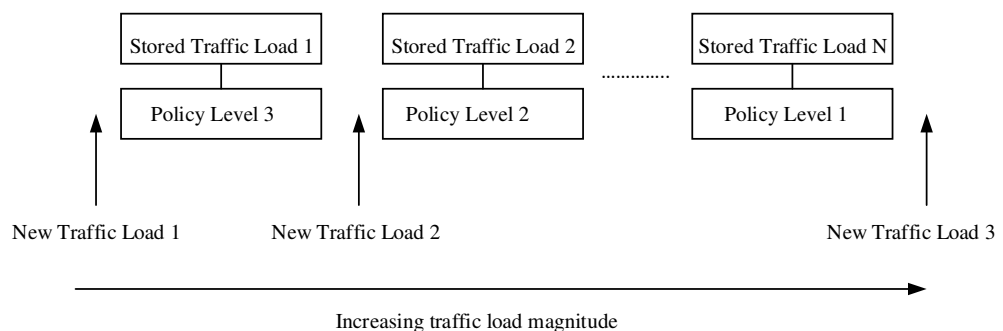 Stored Traffic Load 1
Stored Traffic Load 2
Stored Traffic Load N
..............
Policy Level 3
Policy Level 2
Policy Level 1
New Traffic Load 1
New Traffic Load 2
New Traffic Load 3
Increasing traffic load magnitude